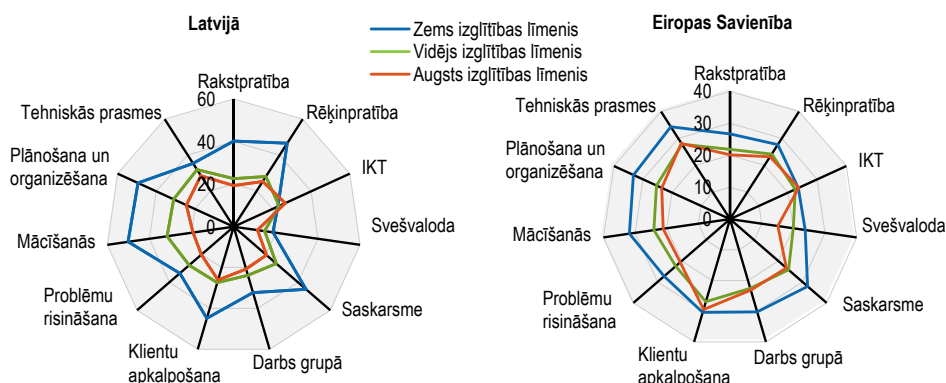 Latvijā
Zems izglītības līmenis
Vidējs izglītības līmenis
Augsts izglītības līmenis
Eiropas Savienība
Rakstpratība
60
Tehniskās prasmes
Rēķinpratība
40
Plānošana un
organizēšana
IKT
20
Mācīšanās
0
Svešvaloda
Problēmu
risināšana
Saskarsme
Klientu
apkalpošana
Darbs grupā
Rakstpratība
40
Tehniskās prasmes
Rēķinpratība
30
Plānošana un
organizēšana
IKT
20
10
Mācīšanās
0
Svešvaloda
Problēmu
risināšana
Saskarsme
Klientu
apkalpošana
Darbs grupā